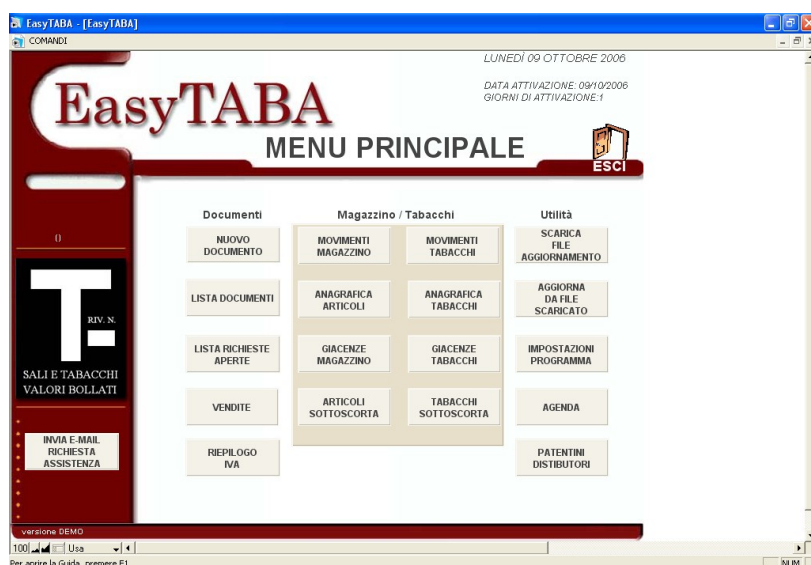 EasyTABA - [EasyTABA]
COMANDI
LUNEDÌ 09 OTTOBRE 2006
DATA ATTIVAZIONE: 09/10/2006
GIORNI DI ATTIVAZIONE:1
EasyTABA
MENU PRINCIPALE
ESCI
Documenti
Magazzino / Tabacchi
Utilità
()
NUOVO
DOCUMENTO
MOVIMENTI
MAGAZZINO
MOVIMENTI
TABACCHI
SCARICA
FILE
AGGIORNAMENTO
LISTA DOCUMENTI
ANAGRAFICA
ARTICOLI
ANAGRAFICA
TABACCHI
AGGIORNA
DA FILE
SCARICATO
T
RIV. N.
SALI E TABACCHI
VALORI BOLLATI
LISTA RICHIESTE
APERTE
GIACENZE
MAGAZZINO
GIACENZE
TABACCHI
IMPOSTAZIONI
PROGRAMMA
VENDITE
ARTICOLI
SOTTOSCORTA
TABACCHI
SOTTOSCORTA
AGENDA
INVIA E-MAIL
RICHIESTA
ASSISTENZA
RIEPILOGO
IVA
PATENTINI
DISTIBUTORI
versione DEMO
100
Usa
Per aprire la Guida, premere F1
NUM